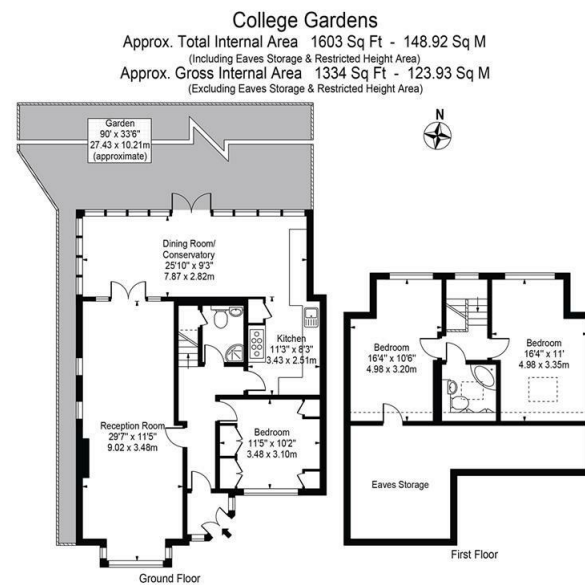 College Gardens
Approx. Total Internal Area 1603 Sq Ft - 148.92 Sq M
(Including Eaves Storage & Restricted Height Area)
Approx. Gross Internal Area 1334 Sq Ft - 123.93 Sq M
(Excluding Eaves Storage & Restricted Height Area)
Garden
90' x 33'6"
27.43 x 10.21m
(approximate)
N
Dining Room/
Conservatory
25'10" x 9'3"
7.87 x 2.82m
Kitchen
11'3" x 8'3"
3.43 x 2.51m
Reception Room
29'7" x 11'5"
9.02 x 3.48m
Bedroom
11'5" x 10'2"
3.48 x 3.10m
Ground Floor
Bedroom
16'4" x 10'6"
4.98 x 3.20m
Bedroom
16'4" x 11'
4.98 x 3.35m
Eaves Storage
First Floor